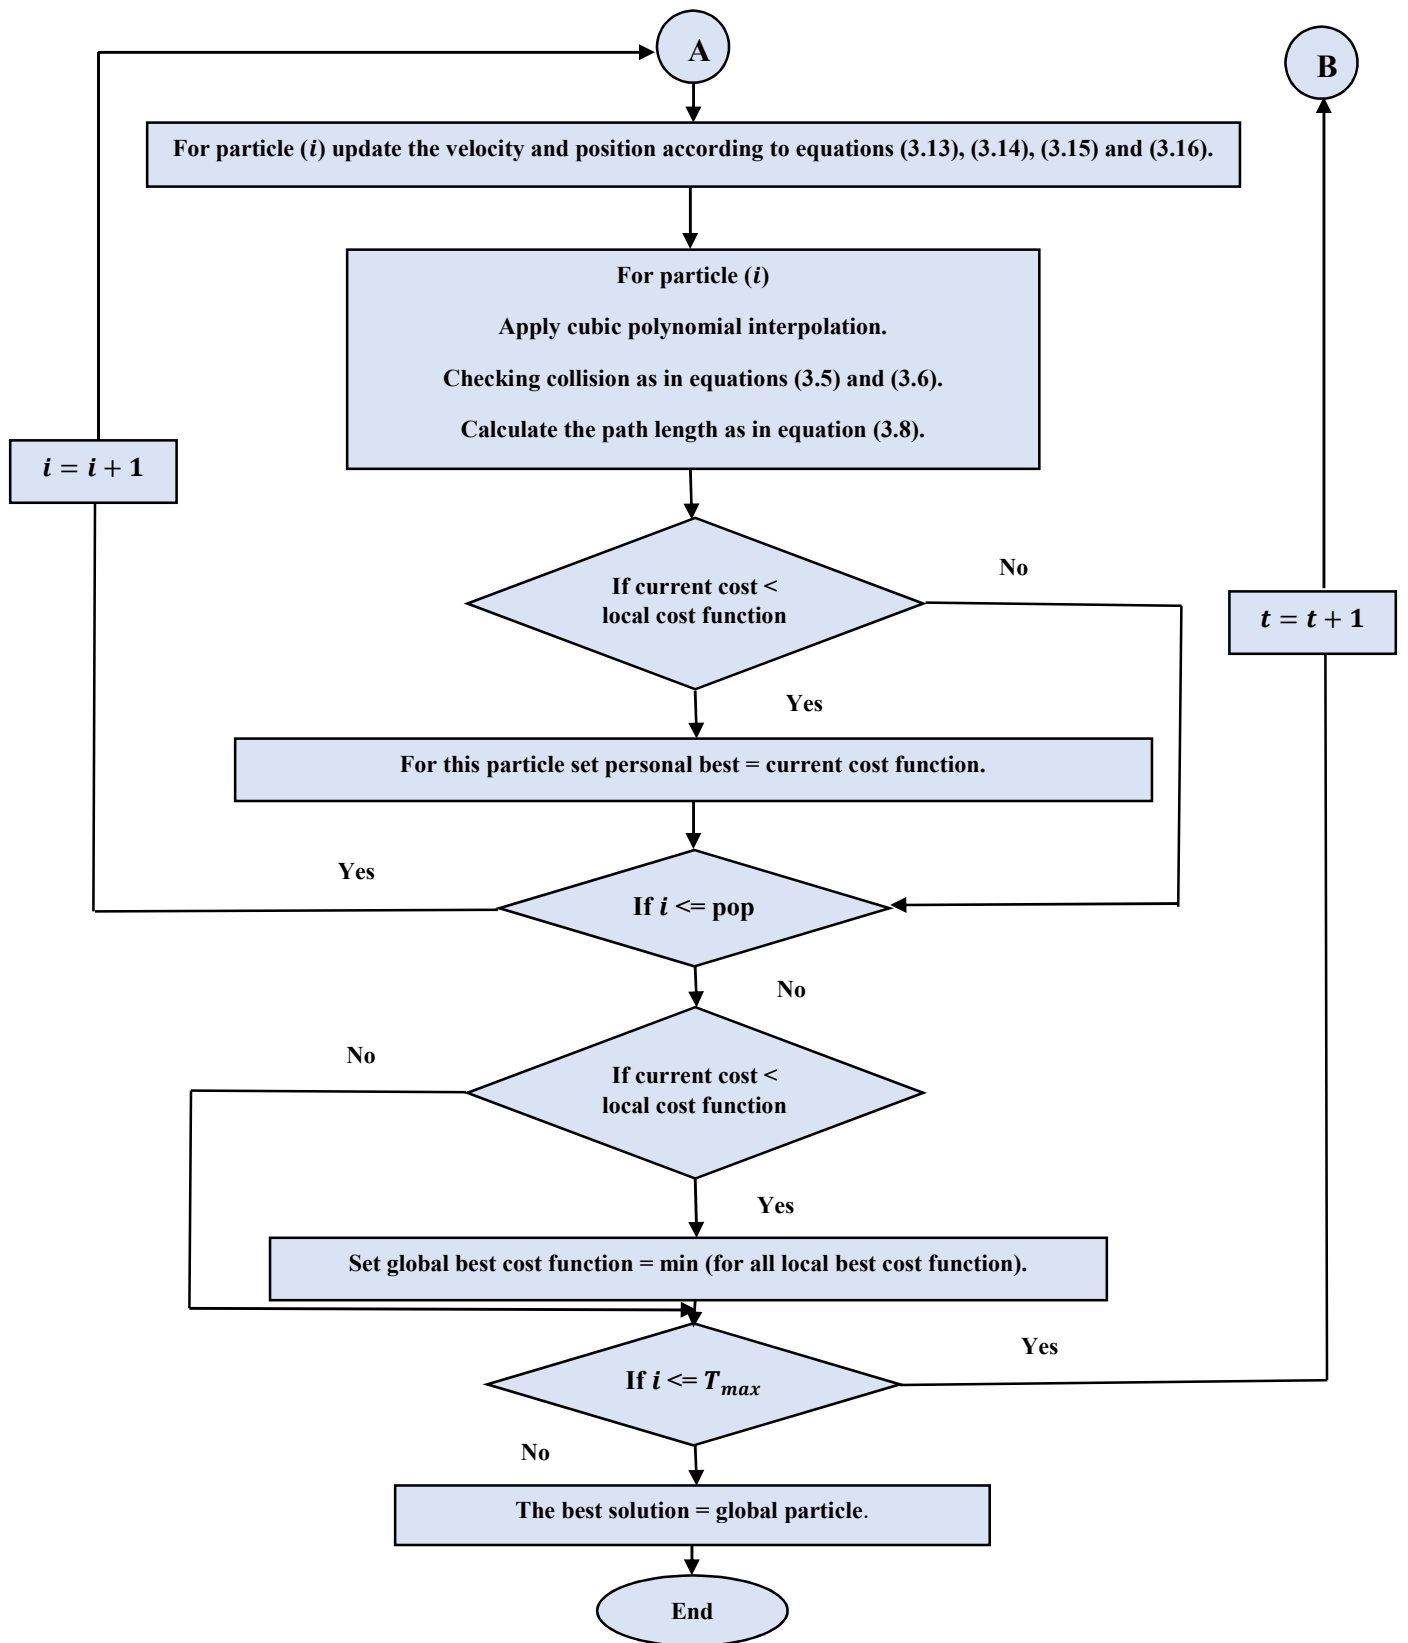 A
B
For particle (i) update the velocity and position according to equations (3.13), (3.14), (3.15) and (3.16).
For particle (i)
Apply cubic polynomial interpolation.
Checking collision as in equations (3.5) and (3.6).
Calculate the path length as in equation (3.8).
i = i + 1
No
If current cost <
local cost function
t = t + 1
Yes
For this particle set personal best = current cost function.
Yes
If i <= pop
No
No
If current cost <
local cost function
Yes
Set global best cost function = min (for all local best cost function).
Yes
If i <= T_max
No
The best solution = global particle.
End